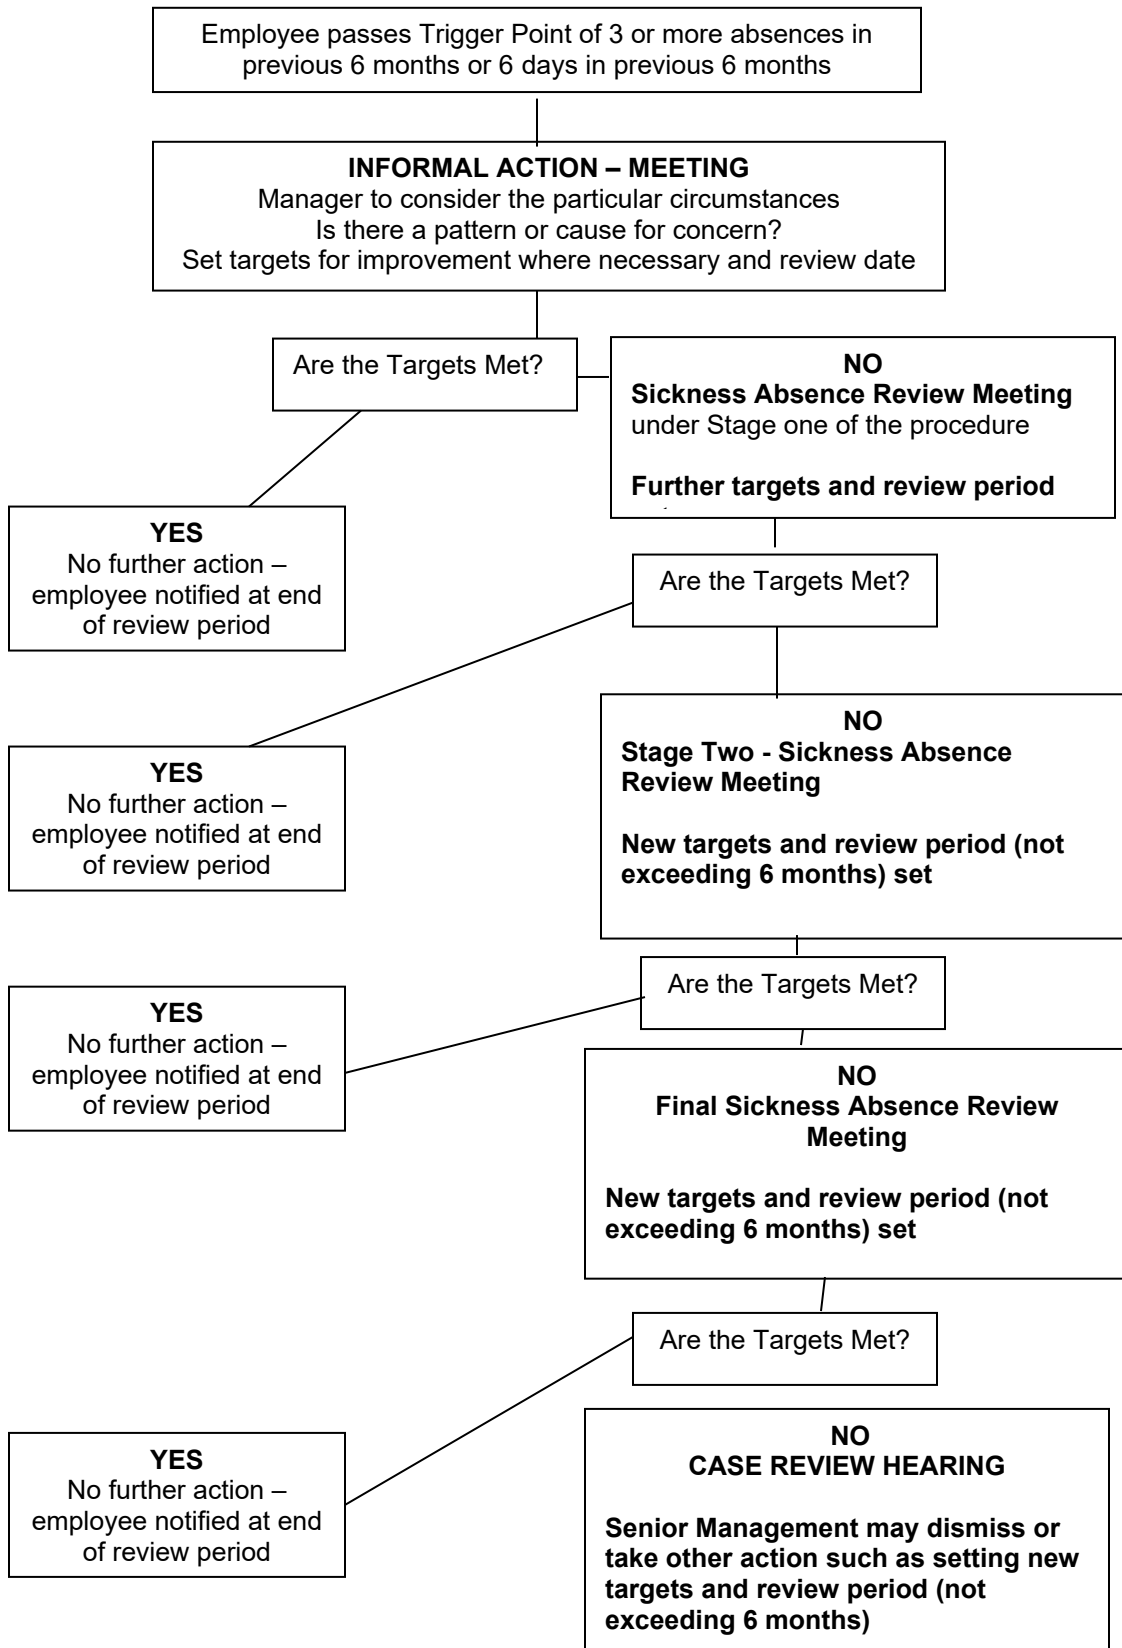 Employee passes Trigger Point of 3 or more absences in
previous 6 months or 6 days in previous 6 months
INFORMAL ACTION – MEETING
Manager to consider the particular circumstances
Is there a pattern or cause for concern?
Set targets for improvement where necessary and review date
Are the Targets Met?
NO
Sickness Absence Review Meeting
under Stage one of the procedure
Further targets and review period
YES
No further action –
employee notified at end
of review period
Are the Targets Met?
NO
Stage Two - Sickness Absence
Review Meeting
New targets and review period (not
exceeding 6 months) set
YES
No further action –
employee notified at end
of review period
Are the Targets Met?
YES
No further action –
employee notified at end
of review period
NO
Final Sickness Absence Review
Meeting
New targets and review period (not
exceeding 6 months) set
Are the Targets Met?
YES
No further action –
employee notified at end
of review period
NO
CASE REVIEW HEARING
Senior Management may dismiss or
take other action such as setting new
targets and review period (not
exceeding 6 months)